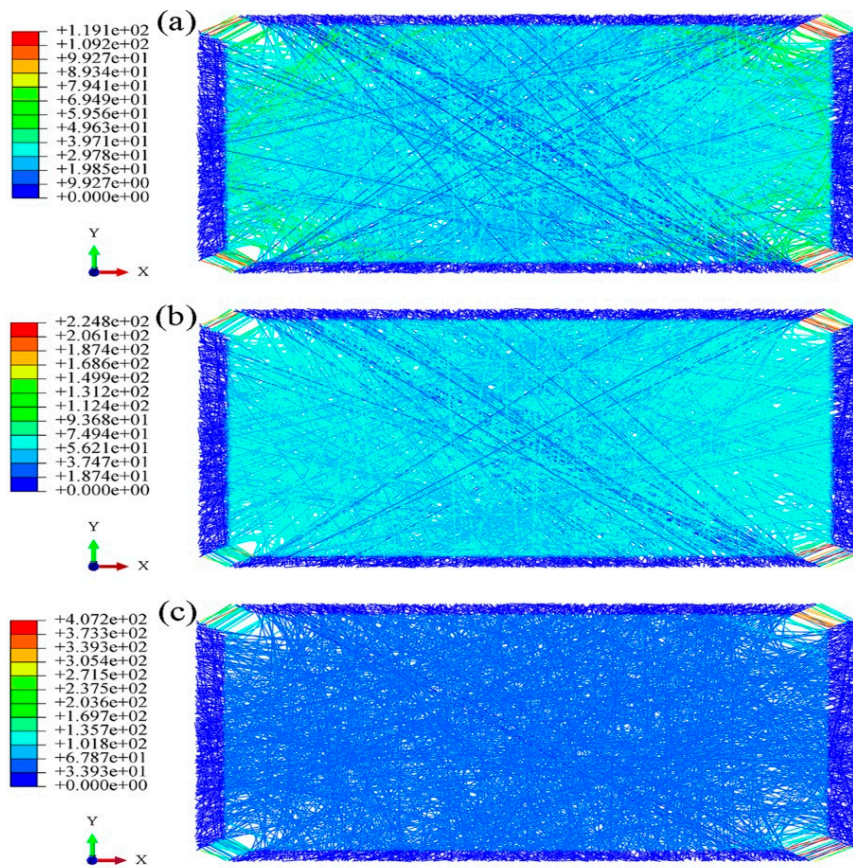 (a)
+1.191e+02
+1.092e+02
+9.927e+01
+8.934e+01
+7.941e+01
+6.949e+01
+5.956e+01
+4.963e+01
+3.971e+01
+2.978e+01
+1.985e+01
+9.927e+00
+0.000e+00
Y
X
(b)
+2.248e+02
+2.061e+02
+1.874e+02
+1.686e+02
+1.499e+02
+1.312e+02
+1.124e+02
+9.368e+01
+7.494e+01
+5.621e+01
+3.747e+01
+1.874e+01
+0.000e+00
Y
X
(c)
+4.072e+02
+3.733e+02
+3.393e+02
+3.054e+02
+2.715e+02
+2.375e+02
+2.036e+02
+1.697e+02
+1.357e+02
+1.018e+02
+6.787e+01
+3.393e+01
+0.000e+00
Y
X